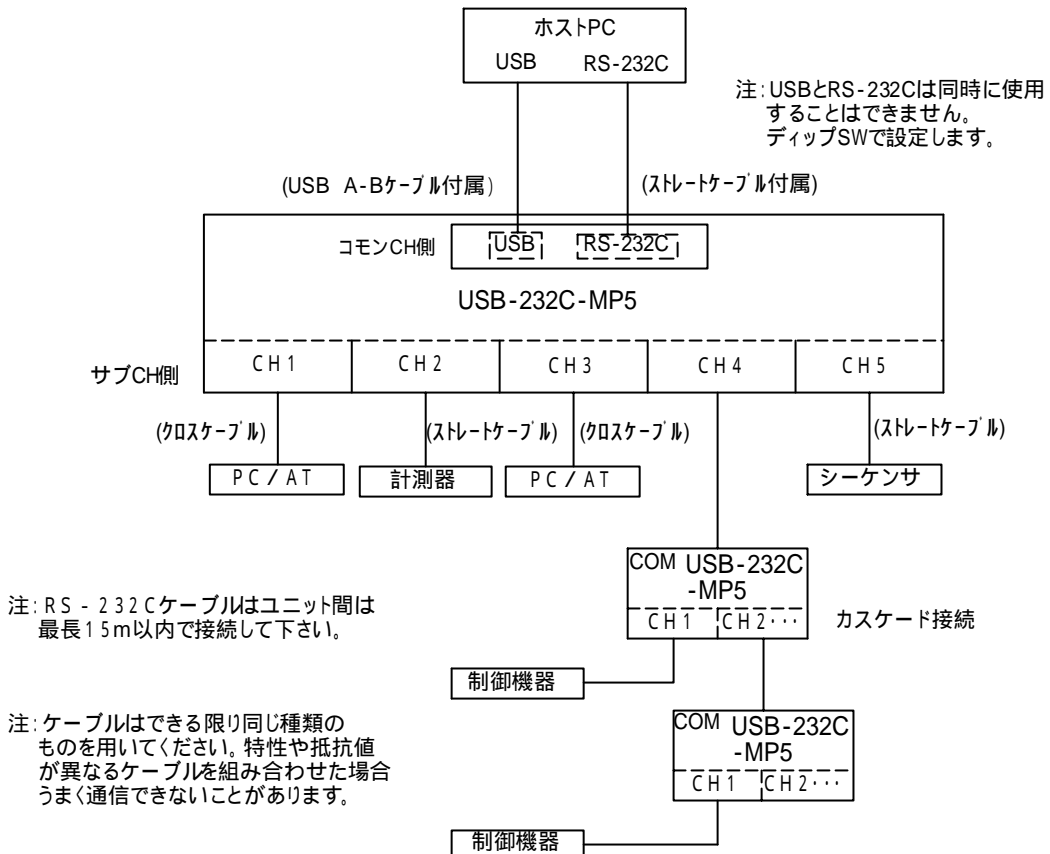 ホストPC
USB RS-232C
注:USBとRS-232Cは同時に使用
することはできません。
ディップSWで設定します。
(USB A-Bケーブル付属)
(ストレートケーブル付属)
コモンCH側
USB
RS-232C
USB-232C-MP5
サブCH側
CH1
CH2
CH3
CH4
CH5
(クロスケーブル)
(ストレートケーブル)
(クロスケーブル)
(ストレートケーブル)
PC/AT
計測器
PC/AT
シーケンサ
COM USB-232C
-MP5
CH1 CH2・・・
カスケード接続
注:RS-232Cケーブルはユニット間は
最長15m以内で接続して下さい。
制御機器
注:ケーブルはできる限り同じ種類の
ものを用いてください。特性や抵抗値
が異なるケーブルを組み合わせた場合
うまく通信できないことがあります。
COM USB-232C
-MP5
CH1 CH2・・・
制御機器